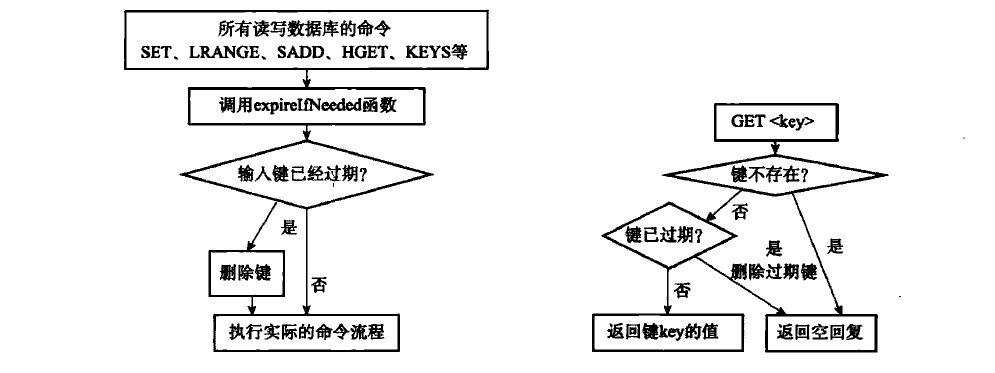 所有读写数据库的命令
SET、LRANGE、SADD、HGET、KEYS等
调用expireIfNeeded函数
输入键已经过期?
是
删除键
否
执行实际的命令流程
GET <key>
键不存在?
否
键已过期?
是
删除过期键
是
否
返回键key的值
返回空回复